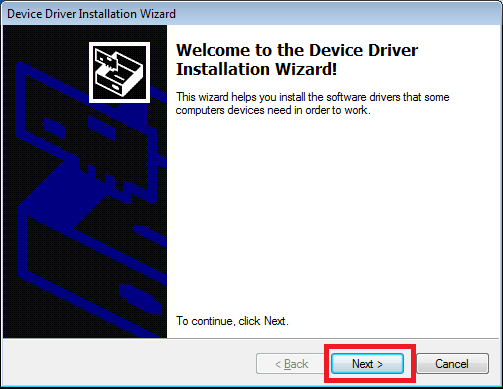 Device Driver Installation Wizard
Welcome to the Device Driver
Installation Wizard!
This wizard helps you install the software drivers that some
computers devices need in order to work.
To continue, click Next.
< Back
Next >
Cancel